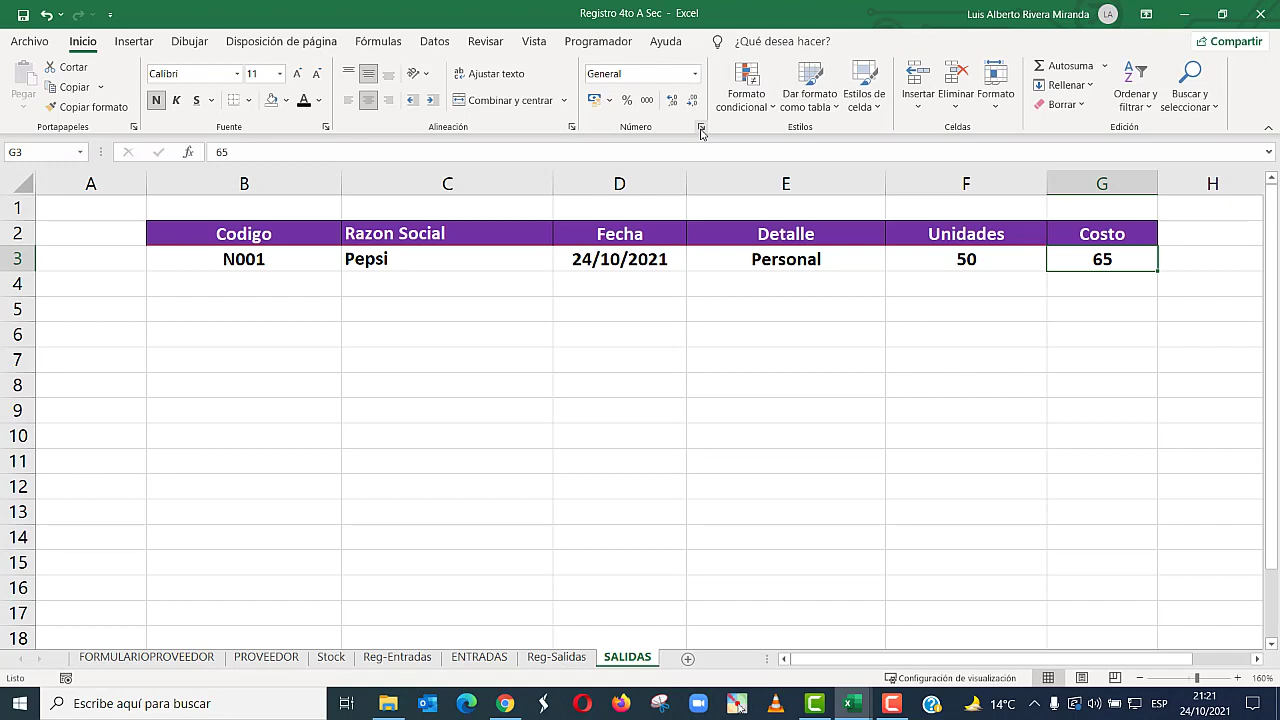 Registro 4to A Sec - Excel
Luis Alberto Rivera Miranda
LA
Archivo
Inicio
Insertar
Dibujar
Disposición de página
Fórmulas
Datos
Revisar
Vista
Programador
Ayuda
¿Qué desea hacer?
Compartir
Pegar
Cortar
Copiar
Copiar formato
Portapapeles
Calibri
11
N K S
Fuente
Ajustar texto
Combinar y centrar
Alineación
General
% 000
Número
Formato condicional
Dar formato como tabla
Estilos de celda
Estilos
Insertar
Eliminar
Formato
Celdas
Autosuma
Rellenar
Borrar
Ordenar y filtrar
Buscar y seleccionar
Edición
G3
fx
65
A B C D E F G H
1
2 Codigo Razon Social Fecha Detalle Unidades Costo
3 N001 Pepsi 24/10/2021 Personal 50 65
4
5
6
7
8
9
10
11
12
13
14
15
16
17
18
FORMULARIOPROVEEDOR PROVEEDOR Stock Reg-Entradas ENTRADAS Reg-Salidas SALIDAS
Listo
Configuración de visualización
160%
Escribe aquí para buscar
14°C
ESP
21:21
24/10/2021